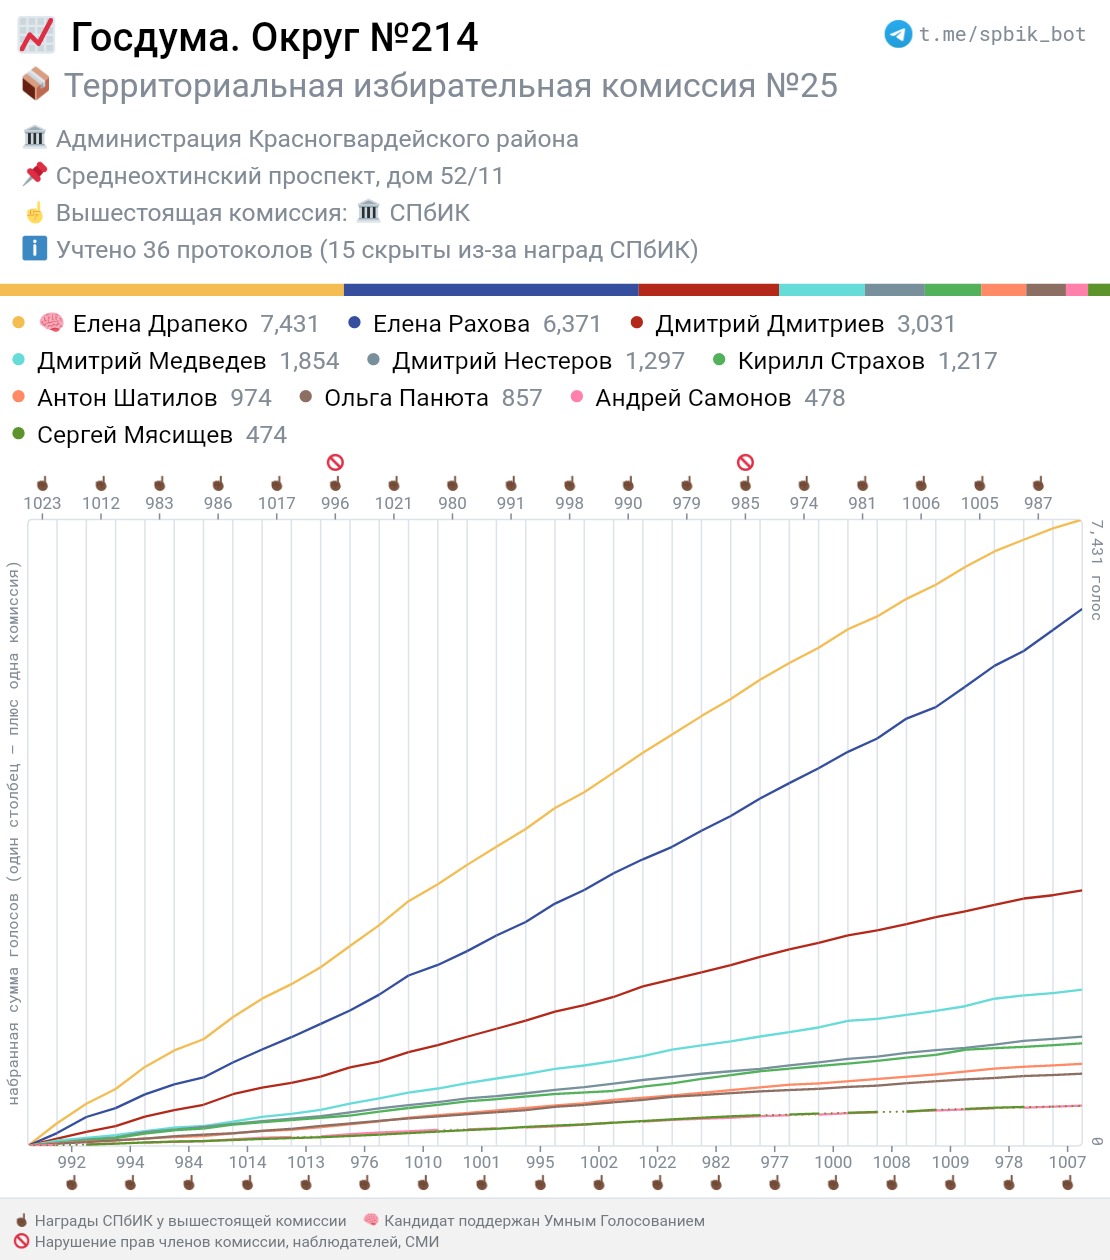 Госдума. Округ №214
t.me/spbik_bot
Территориальная избирательная комиссия №25
Администрация Красногвардейского района
Среднеохтинский проспект, дом 52/11
Вышестоящая комиссия: СПбИК
Учтено 36 протоколов (15 скрыты из-за наград СПбИК)
Елена Драпеко 7,431 Елена Рахова 6,371 Дмитрий Дмитриев 3,031
Дмитрий Медведев 1,854 Дмитрий Нестеров 1,297 Кирилл Страхов 1,217
Антон Шатилов 974 Ольга Панюта 857 Андрей Самонов 478
Сергей Мясищев 474
1023 1012 983 986 1017 996 1021 980 991 998 990 979 985 974 981 1006 1005 987
набранная сумма голосов (один столбец — плюс одна комиссия)
7,431 голос
0
992 994 984 1014 1013 976 1010 1001 995 1002 1022 982 977 1000 1008 1009 978 1007
Награды СПбИК у вышестоящей комиссии Кандидат поддержан Умным Голосованием
Нарушение прав членов комиссии, наблюдателей, СМИ